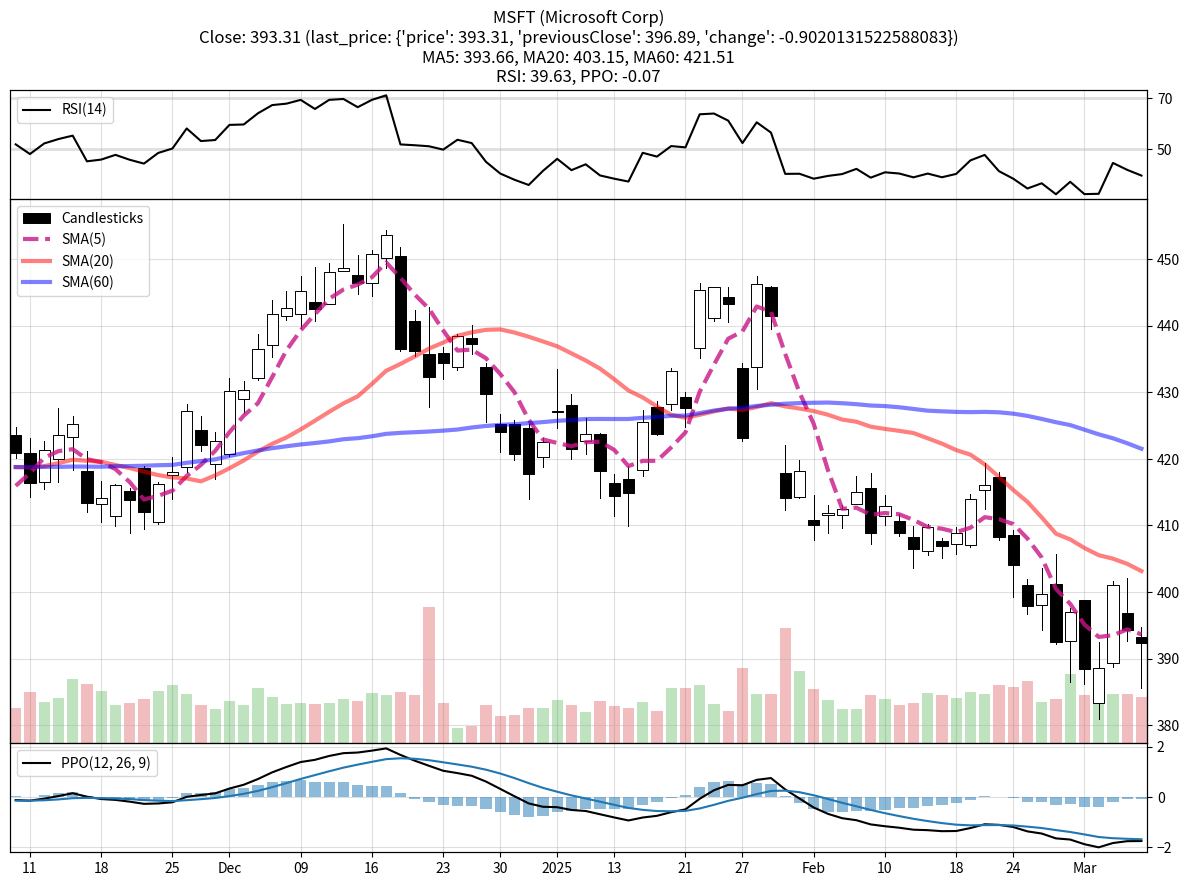 MSFT (Microsoft Corp)
Close: 393.31 (last_price: {'price': 393.31, 'previousClose': 396.89, 'change': -0.9020131522588083})
MA5: 393.66, MA20: 403.15, MA60: 421.51
RSI: 39.63, PPO: -0.07
RSI(14)
70
50
Candlesticks
SMA(5)
SMA(20)
SMA(60)
450
440
430
420
410
400
390
380
PPO(12, 26, 9)
2
0
−2
11 18 25 Dec 09 16 23 30 2025 13 21 27 Feb 10 18 24 Mar